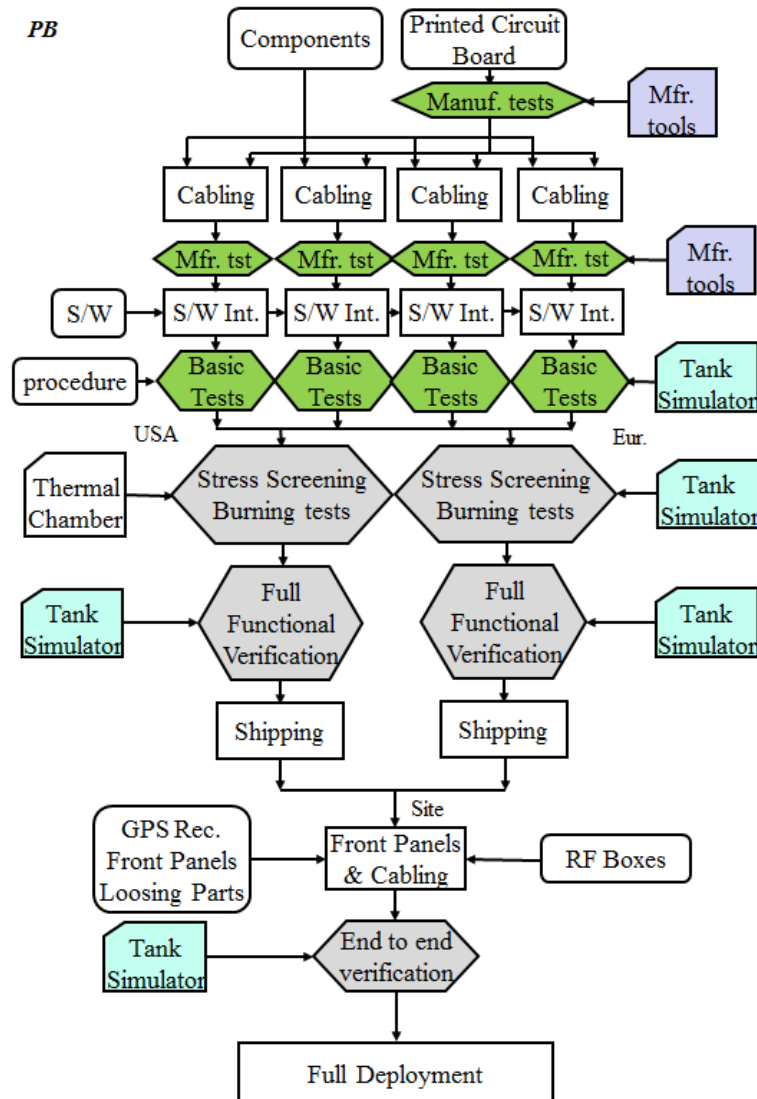 PB
Components
Printed Circuit
Board
Manuf. tests
Mfr.
tools
Cabling
Cabling
Cabling
Cabling
Mfr. tst
Mfr. tst
Mfr. tst
Mfr. tst
Mfr.
tools
S/W
S/W Int.
S/W Int.
S/W Int.
S/W Int.
procedure
Basic
Tests
Basic
Tests
Basic
Tests
Basic
Tests
Tank
Simulator
USA
Eur.
Thermal
Chamber
Stress Screening
Burning tests
Stress Screening
Burning tests
Tank
Simulator
Tank
Simulator
Full
Functional
Verification
Full
Functional
Verification
Tank
Simulator
Shipping
Shipping
Site
GPS Rec.
Front Panels
Loosing Parts
Front Panels
& Cabling
RF Boxes
Tank
Simulator
End to end
verification
Full Deployment